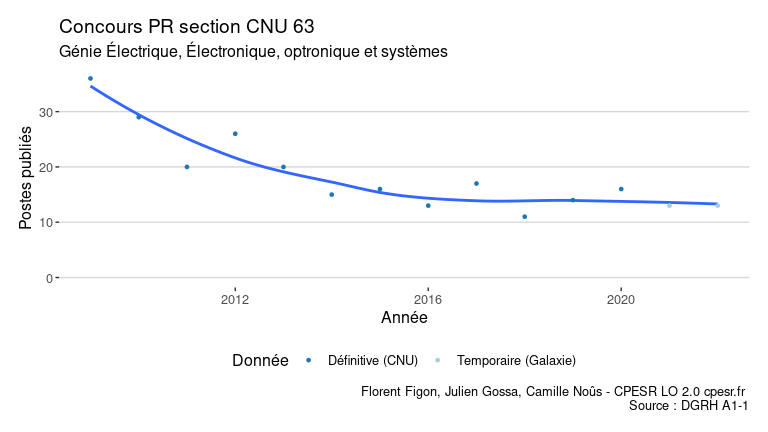 Concours PR section CNU 63
Génie Électrique, Électronique, optronique et systèmes
Postes publiés
30
20
10
0
2012
2016
2020
Année
Donnée
Définitive (CNU)
Temporaire (Galaxie)
Florent Figon, Julien Gossa, Camille Noûs - CPESR LO 2.0 cpesr.fr
Source : DGRH A1-1